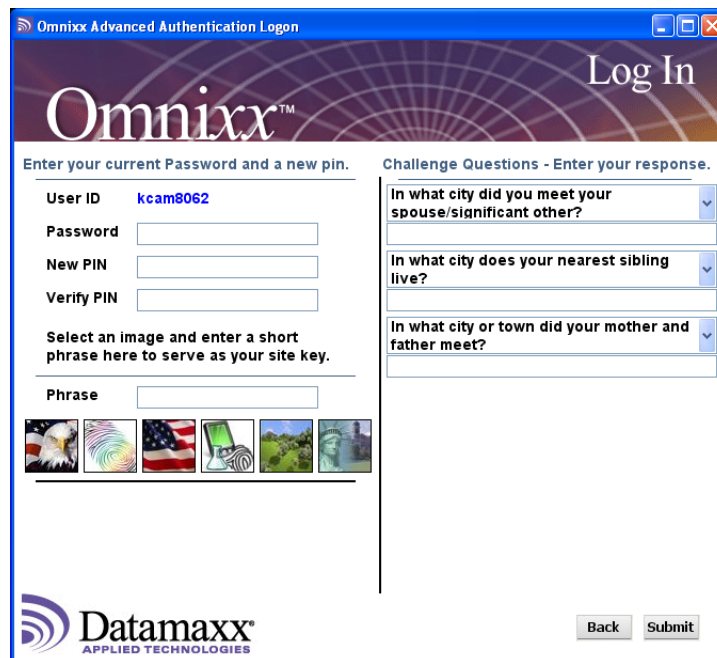 Omnixx Advanced Authentication Logon
Log In
Omnixx™
Enter your current Password and a new pin.
User ID kcam8062
Password
New PIN
Verify PIN
Select an image and enter a short
phrase here to serve as your site key.
Phrase
Challenge Questions - Enter your response.
In what city did you meet your
spouse/significant other?
In what city does your nearest sibling
live?
In what city or town did your mother and
father meet?
Datamaxx®
APPLIED TECHNOLOGIES
Back Submit